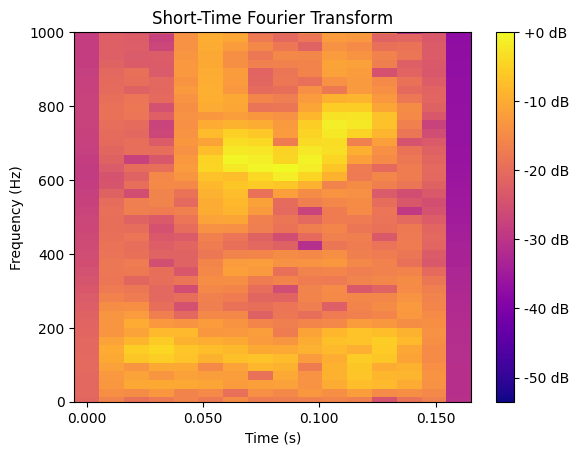 Short-Time Fourier Transform
1000
800
600
400
200
0
Frequency (Hz)
0.000
0.050
0.100
0.150
Time (s)
+0 dB
-10 dB
-20 dB
-30 dB
-40 dB
-50 dB